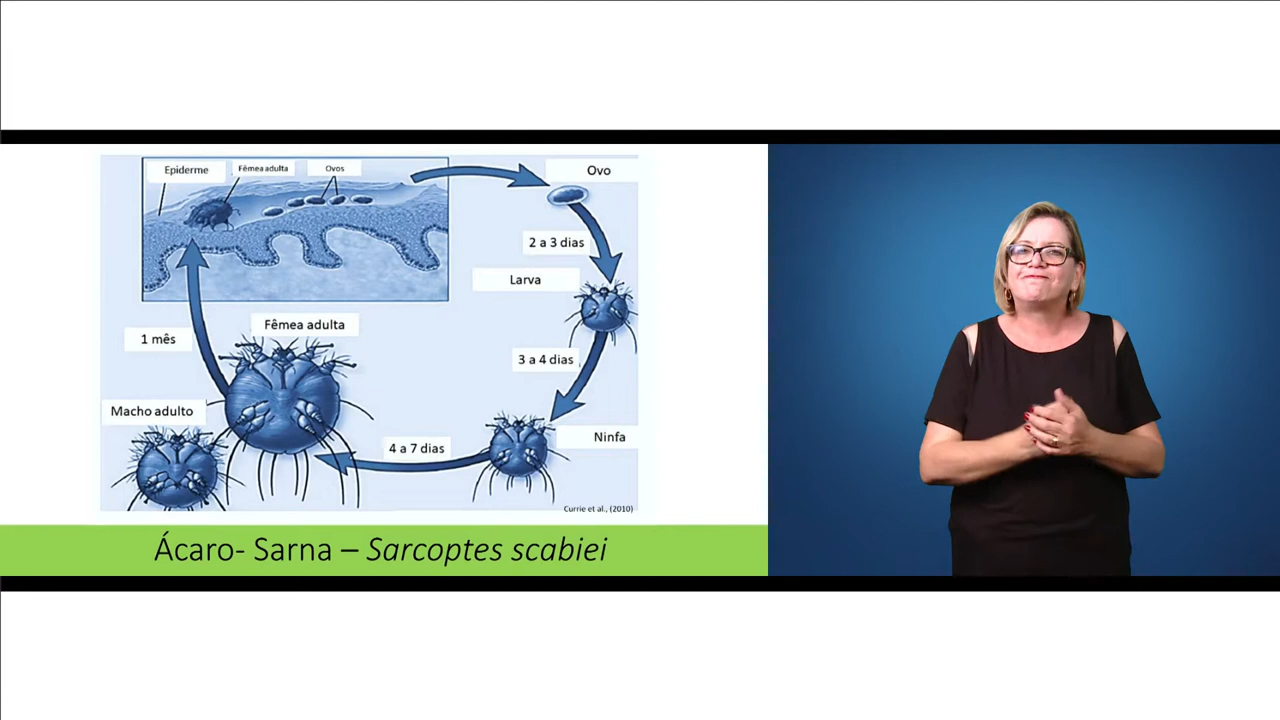 Epiderme
Fêmea adulta
Ovos
Ovo
2 a 3 dias
Larva
3 a 4 dias
Ninfa
4 a 7 dias
Fêmea adulta
1 mês
Macho adulto
Currie et al., (2010)
Ácaro- Sarna – Sarcoptes scabiei